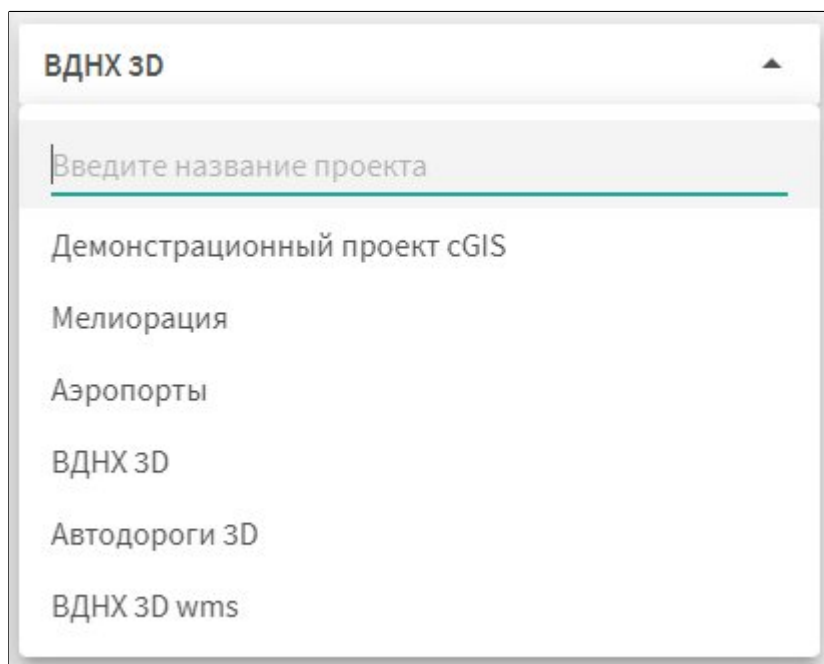 ВДНХ 3D
Введите название проекта
Демонстрационный проект cGIS
Мелиорация
Аэропорты
ВДНХ 3D
Автодороги 3D
ВДНХ 3D wms